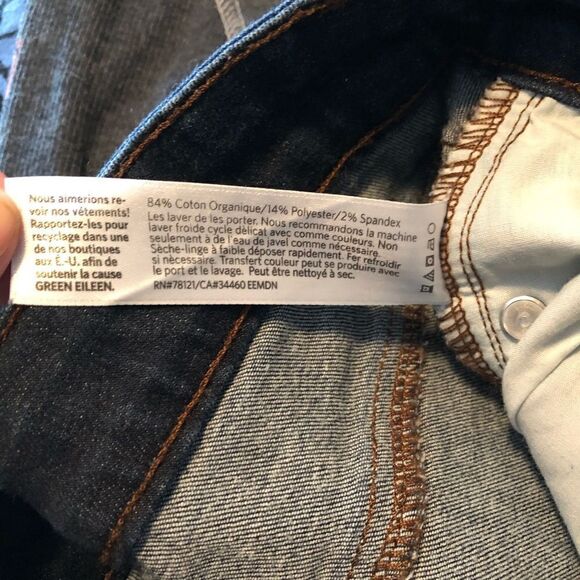 Nous aimerions re-
voir nos vêtements!
Rapportez-les pour
recyclage dans une
de nos boutiques
aux É.-U. afin de
soutenir la cause
GREEN EILEEN.
84% Coton Organique/14% Polyester/2% Spandex
Les laver de les porter. Nous recommandons la machine
laver froide cycle délicat avec comme couleurs. Non
seulement à de l'eau de javel comme nécessaire.
Sèche-linge à faible déposer rapidement. Fer refroidir
si nécessaire. Transfert couleur peut se produire avec
le port et le lavage. Peut être nettoyé à sec.
RN#78121/CA#34460 EEMDN